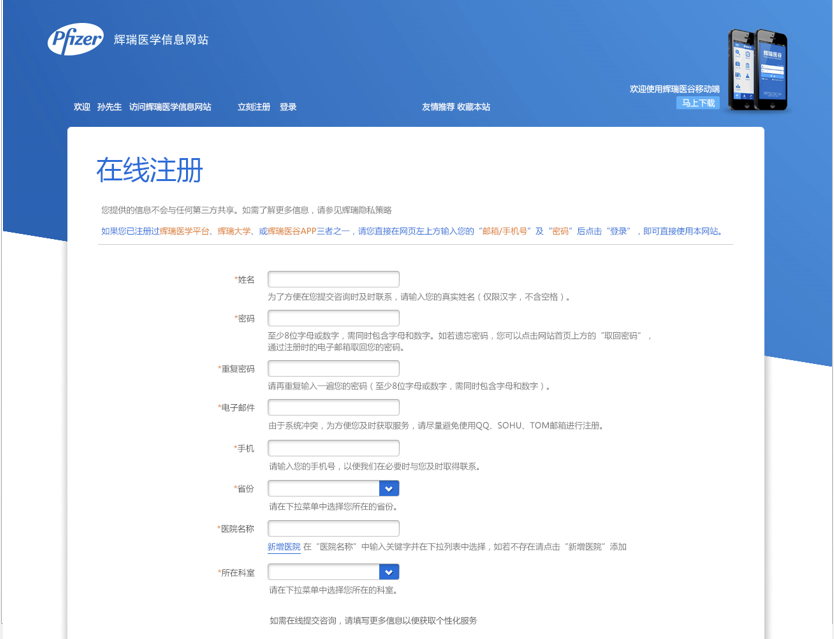 Pfizer 辉瑞医学信息网站
欢迎使用辉瑞医谷移动端
马上下载
欢迎 孙先生 访问辉瑞医学信息网站 立刻注册 登录 友情推荐 收藏本站
在线注册
您提供的信息不会与任何第三方共享。如需了解更多信息，请参见辉瑞隐私策略
如果您已注册过辉瑞医学平台、辉瑞大学、或辉瑞医谷APP三者之一，请您直接在网页左上方输入您的“邮箱/手机号”及“密码”后点击“登录”，即可直接使用本网站。
*姓名
为了方便在您提交咨询时及时联系，请输入您的真实姓名（仅限汉字，不含空格）。
*密码
至少8位字母或数字，需同时包含字母和数字。如若遗忘密码，您可以点击网站首页上方的“取回密码”，
通过注册时的电子邮箱取回您的密码。
*重复密码
请再重复输入一遍您的密码（至少8位字母或数字，需同时包含字母和数字）。
*电子邮件
由于系统冲突，为方便您及时获取服务，请尽量避免使用QQ、SOHU、TOM邮箱进行注册。
*手机
请输入您的手机号，以便我们在必要时与您及时取得联系。
*省份
请在下拉菜单中选择您所在的省份。
*医院名称
新增医院 在“医院名称”中输入关键字并在下拉列表中选择，如若不存在请点击“新增医院”添加
*所在科室
请在下拉菜单中选择您所在的科室。
如需在线提交咨询，请填写更多信息以便获取个性化服务